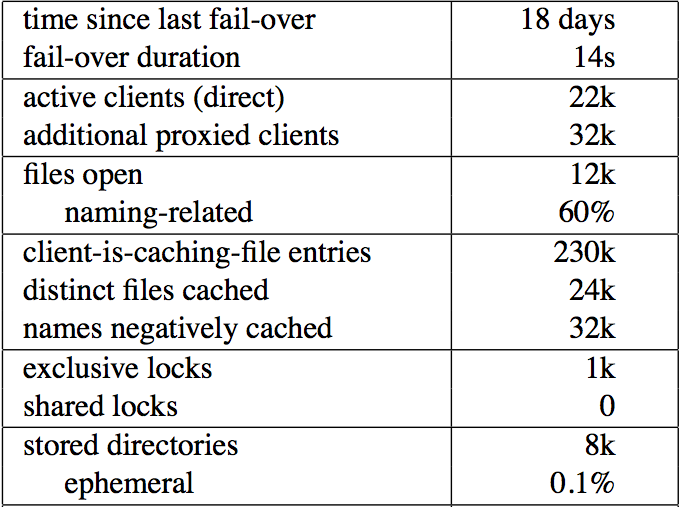 time since last fail-over 18 days
fail-over duration 14s
active clients (direct) 22k
additional proxied clients 32k
files open 12k
naming-related 60%
client-is-caching-file entries 230k
distinct files cached 24k
names negatively cached 32k
exclusive locks 1k
shared locks 0
stored directories 8k
ephemeral 0.1%